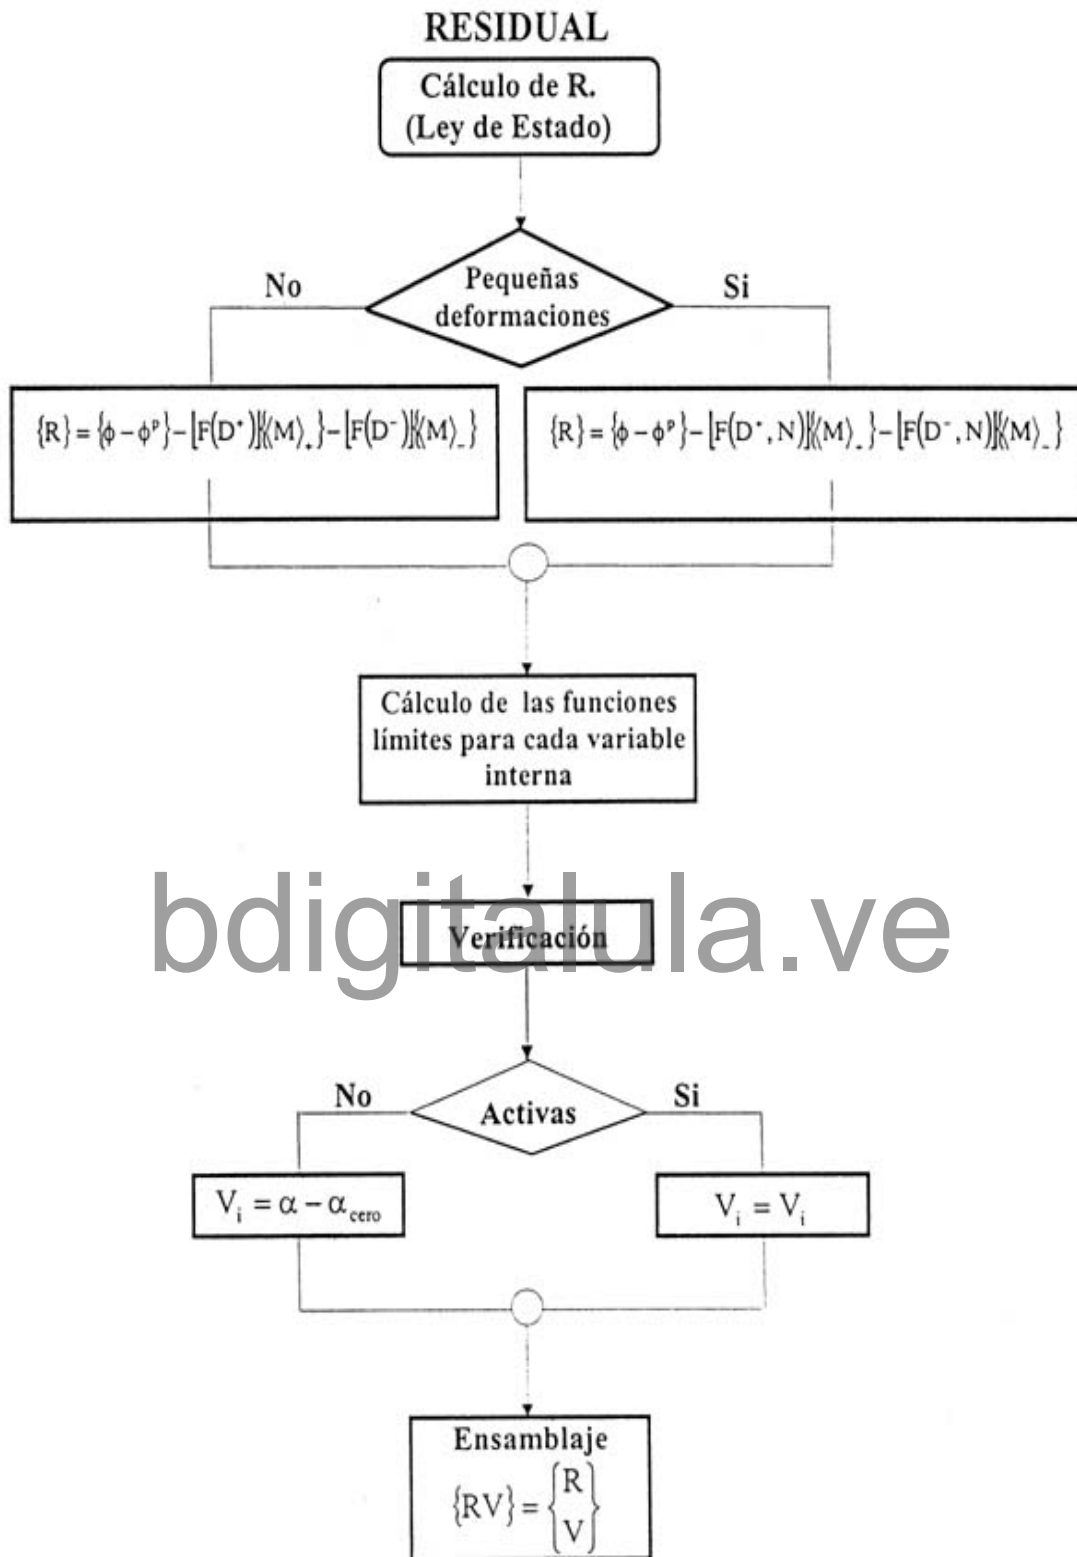 RESIDUAL
Cálculo de R.
(Ley de Estado)
Pequeñas
deformaciones
No
Si
{R} = {ϕ − ϕᵖ} − [F(D⁺)]{⟨M⟩₊} − [F(D⁻)]{⟨M⟩₋}
{R} = {ϕ − ϕᵖ} − [F(D⁺, N)]{⟨M⟩₋} − [F(D⁻, N)]{⟨M⟩₋}
Cálculo de las funciones
límites para cada variable
interna
bdigitalula.ve
Verificación
No
Activas
Si
Vᵢ = α − α_cero
Vᵢ = Vᵢ
Ensamblaje
{RV} = {R
V}